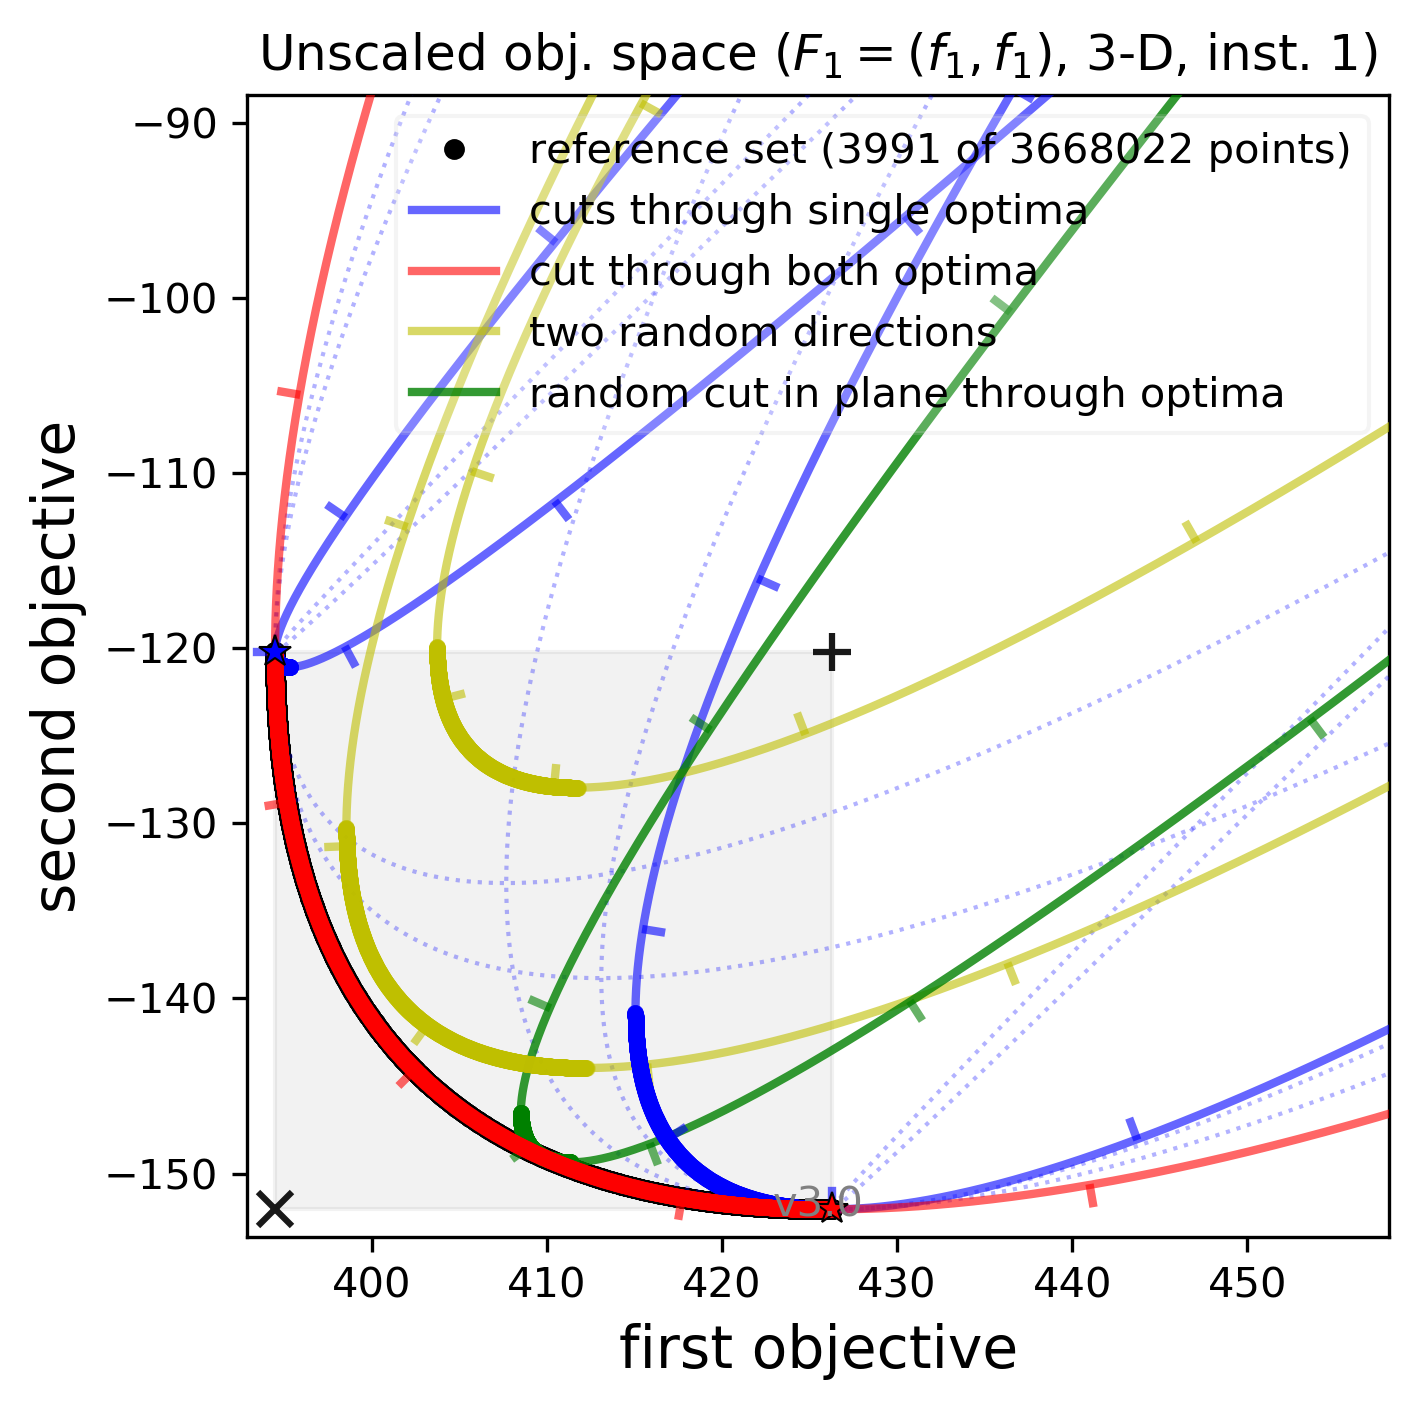 Unscaled obj. space (F₁ = (f₁, f₁), 3-D, inst. 1)
reference set (3991 of 3668022 points)
cuts through single optima
cut through both optima
two random directions
random cut in plane through optima
second objective
−90
−100
−110
−120
−130
−140
−150
v3.0
400 410 420 430 440 450
first objective